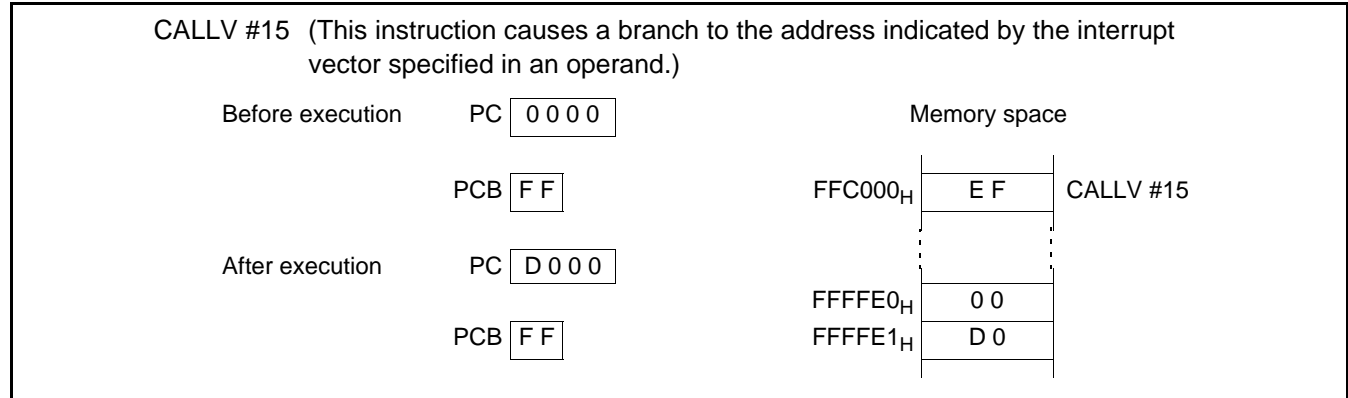 CALLV #15 (This instruction causes a branch to the address indicated by the interrupt
vector specified in an operand.)
Before execution PC 0 0 0 0 Memory space
PCB F F FFC000H E F CALLV #15
After execution PC D 0 0 0
FFFFE0H 0 0
PCB F F FFFFE1H D 0